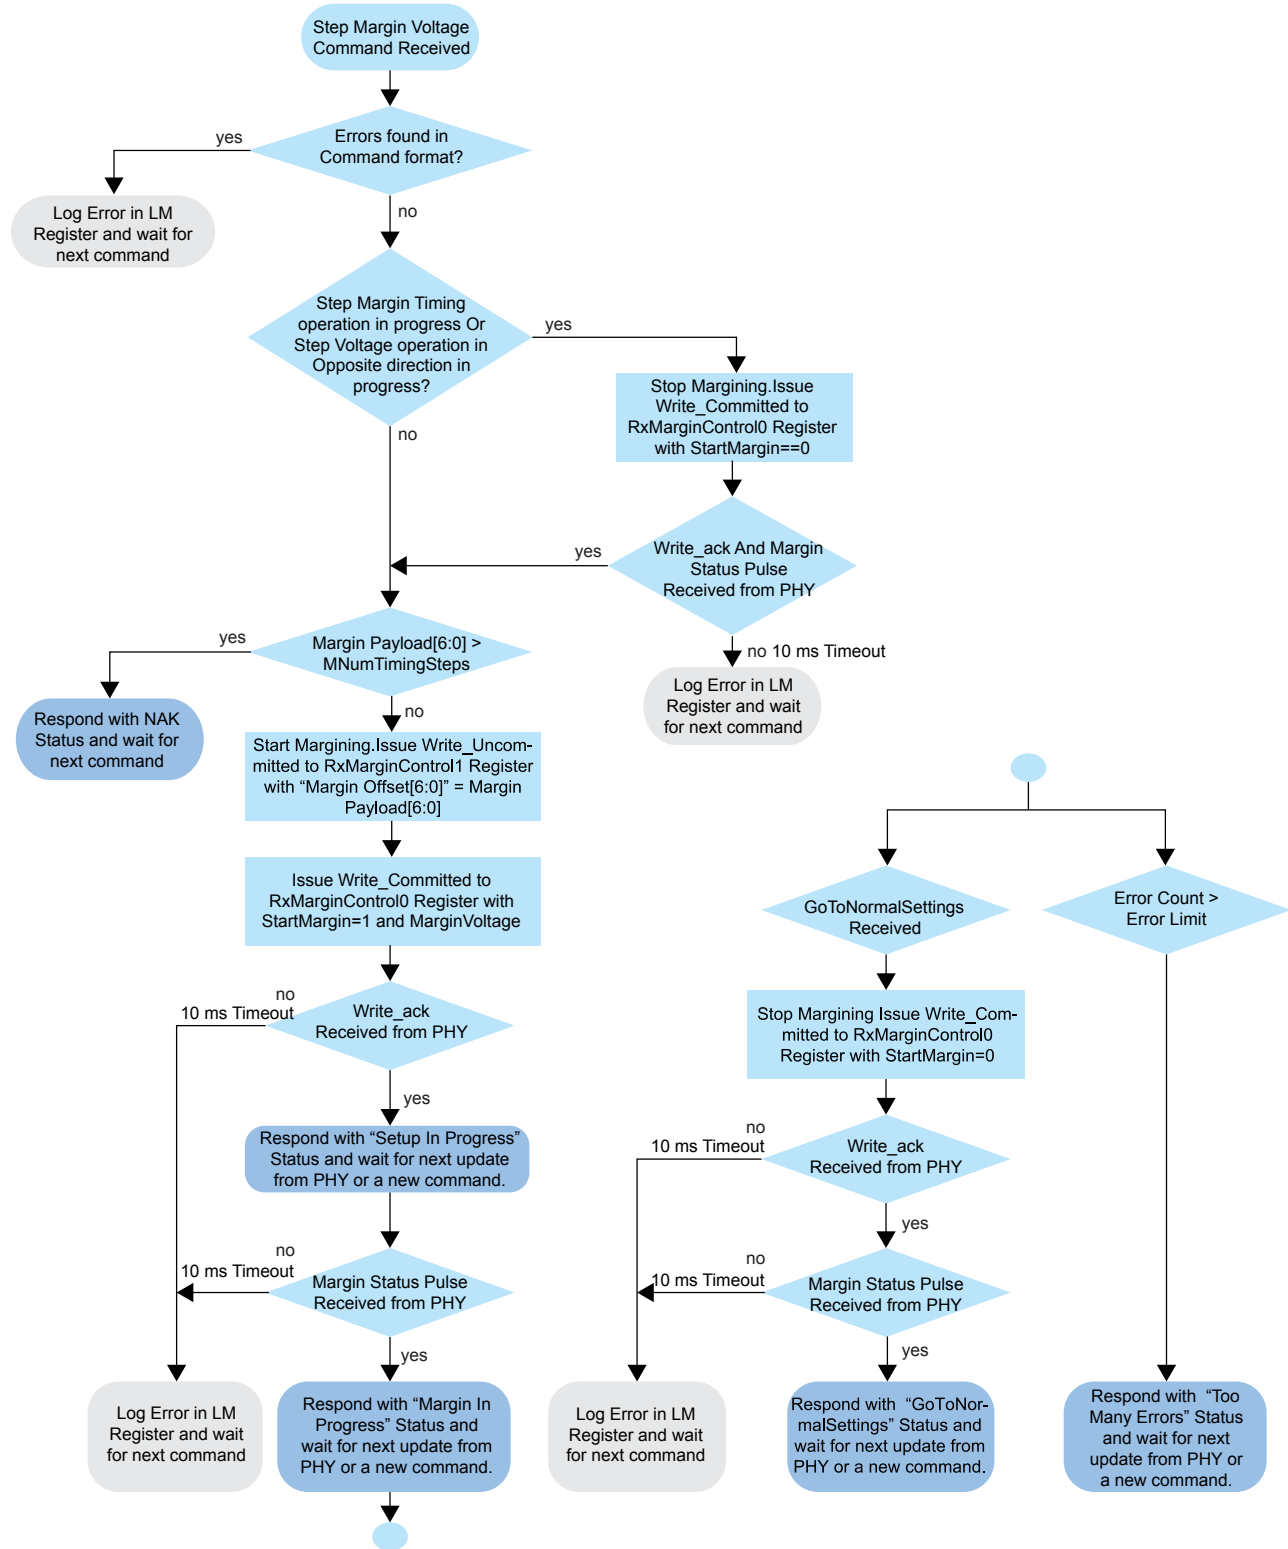 Step Margin Voltage
Command Received
yes
Errors found in
Command format?
Log Error in LM
Register and wait for
next command
no
Step Margin Timing
operation in progress Or
Step Voltage operation in
Opposite direction in
progress?
yes
Stop Margining.Issue
Write_Committed to
RxMarginControl0 Register
with StartMargin==0
no
yes
Write_ack And Margin
Status Pulse
Received from PHY
yes
Margin Payload[6:0] >
MNumTimingSteps
no 10 ms Timeout
Log Error in LM
Register and wait
for next command
Respond with NAK
Status and wait for
next command
no
Start Margining.Issue Write_Uncom-
mitted to RxMarginControl1 Register
with “Margin Offset[6:0]” = Margin
Payload[6:0]
Issue Write_Committed to
RxMarginControl0 Register with
StartMargin=1 and MarginVoltage
GoToNormalSettings
Received
Error Count >
Error Limit
no
10 ms Timeout
Write_ack
Received from PHY
Stop Margining Issue Write_Com-
mitted to RxMarginControl0
Register with StartMargin=0
yes
Respond with “Setup In Progress”
Status and wait for next update
from PHY or a new command.
no
10 ms Timeout
Write_ack
Received from PHY
yes
no
10 ms Timeout
Margin Status Pulse
Received from PHY
no
10 ms Timeout
Margin Status Pulse
Received from PHY
yes
yes
Log Error in LM
Register and wait
for next command
Respond with “Margin In
Progress” Status and
wait for next update from
PHY or a new command.
Log Error in LM
Register and wait
for next command
Respond with “GoToNor-
malSettings” Status and
wait for next update from
PHY or a new command.
Respond with “Too
Many Errors” Status
and wait for next
update from PHY or
a new command.